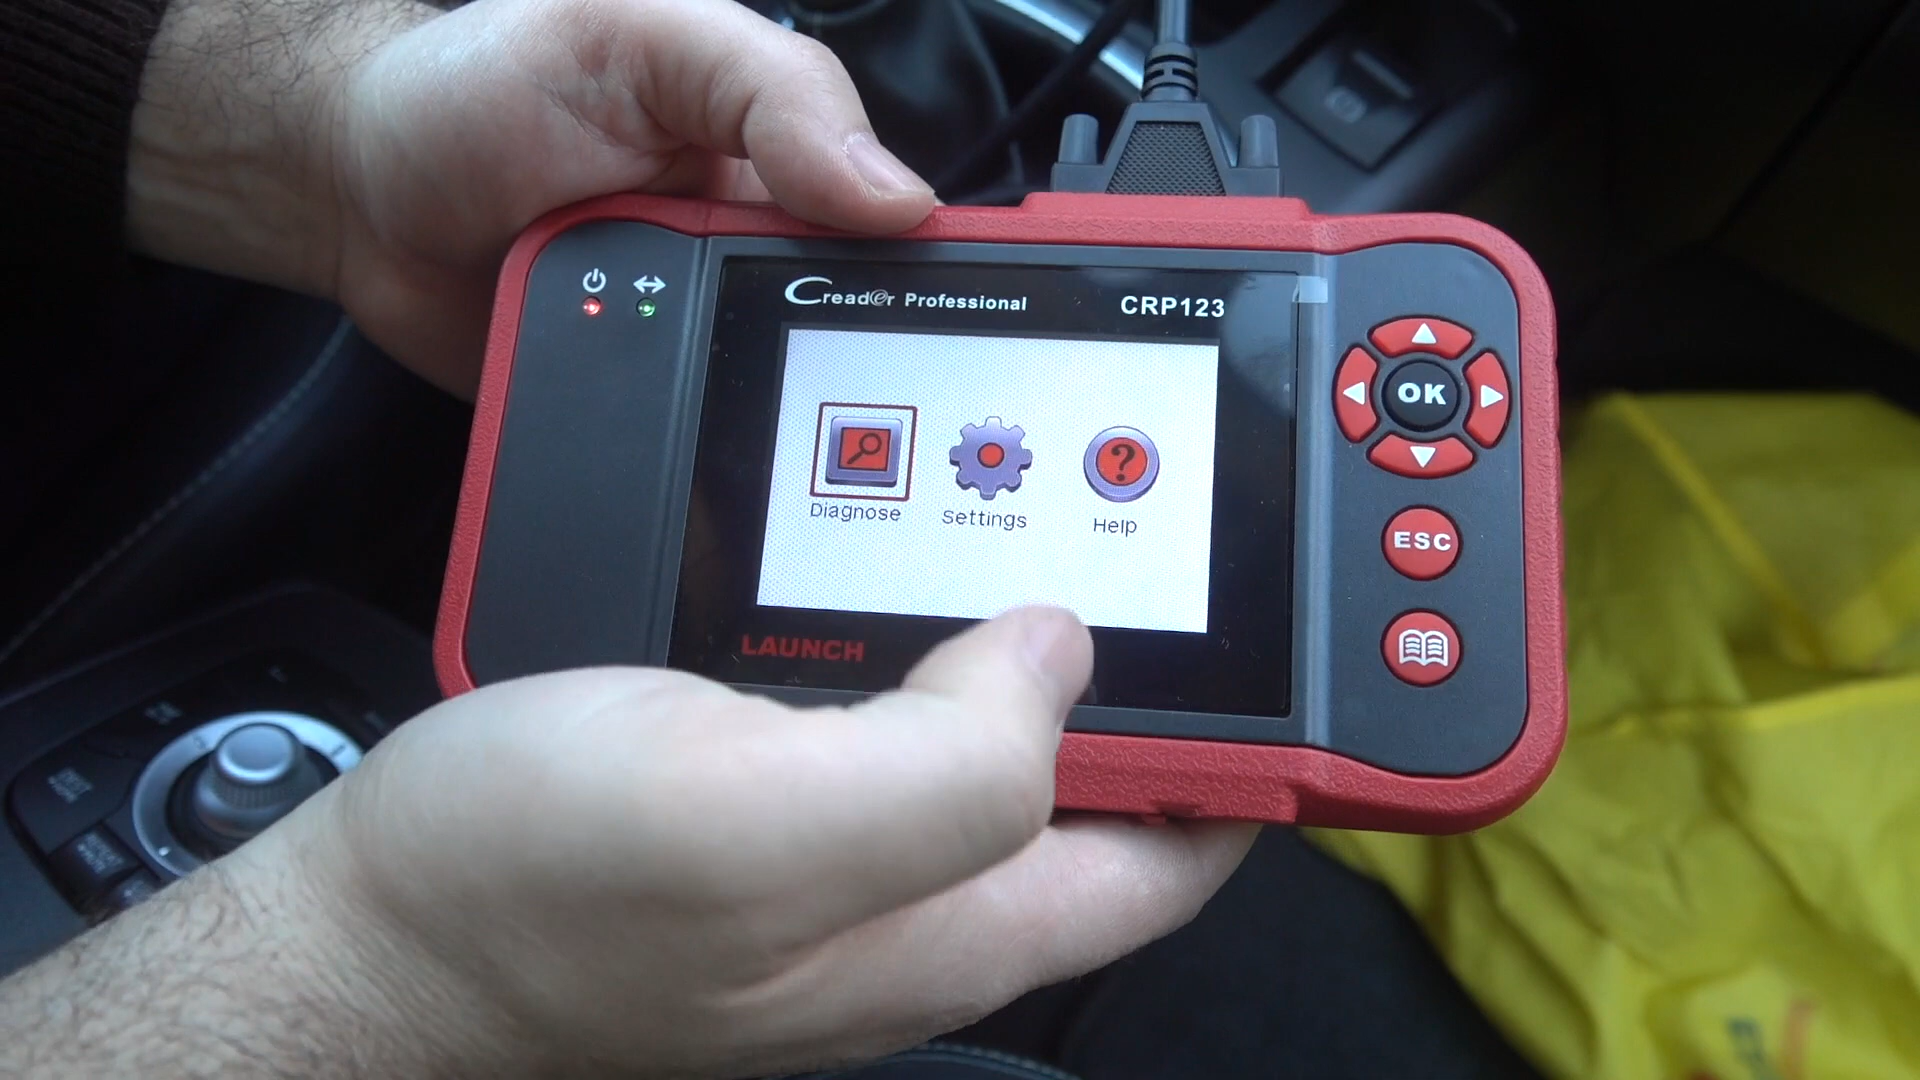 Creader Professional
CRP123
OK
Diagnose
Settings
Help
?
ESC
LAUNCH